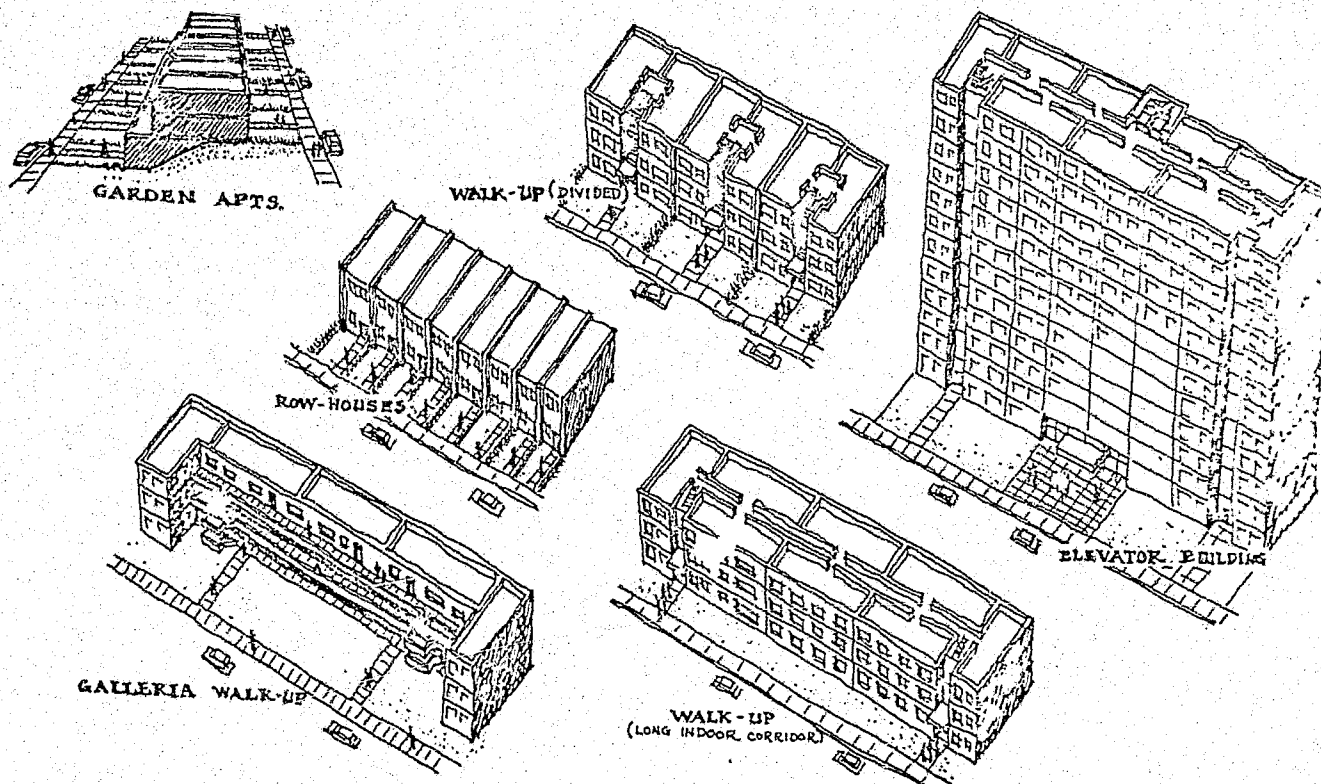 GARDEN APTS.
WALK-UP (DIVIDED)
ROW-HOUSES
ELEVATOR BUILDING
GALLERIA WALK-UP
WALK-UP
(LONG INDOOR CORRIDOR)